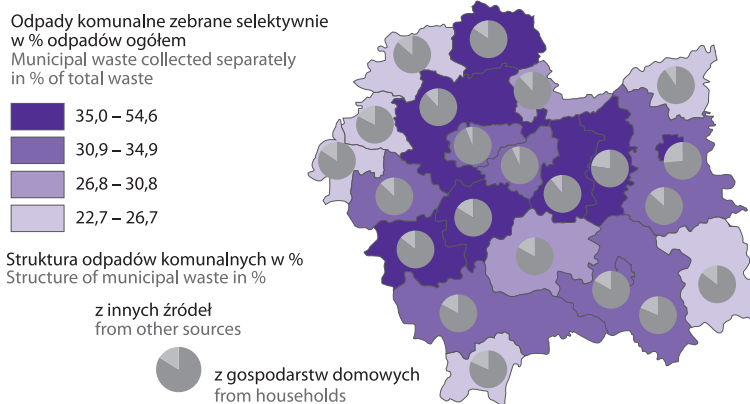 Odpady komunalne zebrane selektywnie
w % odpadów ogółem
Municipal waste collected separately
in % of total waste
35,0 – 54,6
30,9 – 34,9
26,8 – 30,8
22,7 – 26,7
Struktura odpadów komunalnych w %
Structure of municipal waste in %
z innych źródeł
from other sources
z gospodarstw domowych
from households